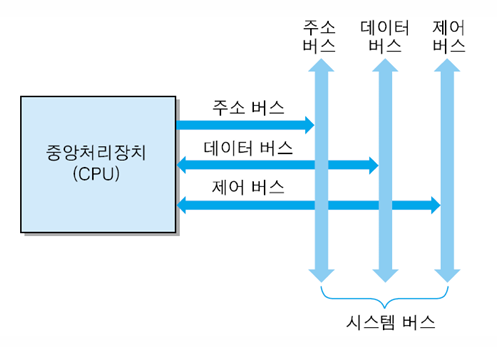 주소
버스
데이터
버스
제어
버스
주소 버스
데이터 버스
제어 버스
중앙처리장치
(CPU)
시스템 버스